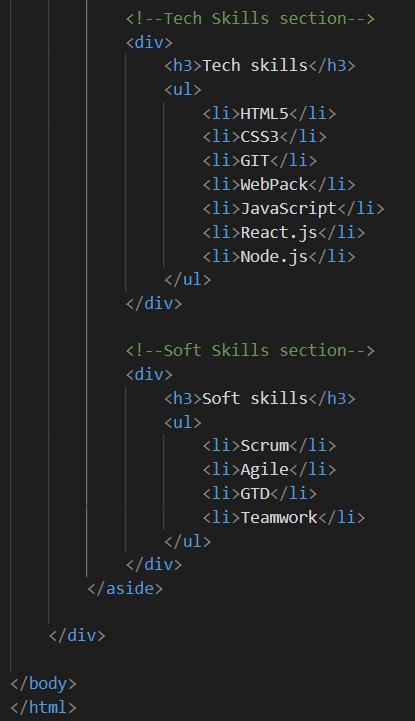 <!--Tech Skills section-->
<div>
<h3>Tech skills</h3>
<ul>
<li>HTML5</li>
<li>CSS3</li>
<li>GIT</li>
<li>WebPack</li>
<li>JavaScript</li>
<li>React.js</li>
<li>Node.js</li>
</ul>
</div>
<!--Soft Skills section-->
<div>
<h3>Soft skills</h3>
<ul>
<li>Scrum</li>
<li>Agile</li>
<li>GTD</li>
<li>Teamwork</li>
</ul>
</div>
</aside>
</div>
</body>
</html>